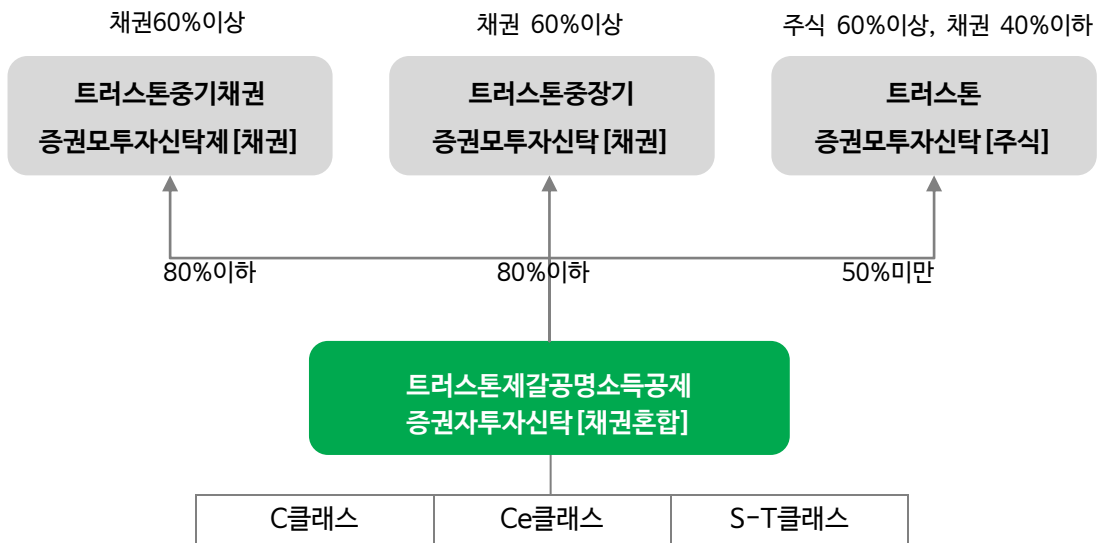 채권60%이상
채권 60%이상
주식 60%이상, 채권 40%이하
트러스톤중기채권
증권모투자신탁제[채권]
트러스톤중장기
증권모투자신탁[채권]
트러스톤
증권모투자신탁[주식]
80%이하
80%이하
50%미만
트러스톤제갈공명소득공제
증권자투자신탁[채권혼합]
C클래스
Ce클래스
S-T클래스